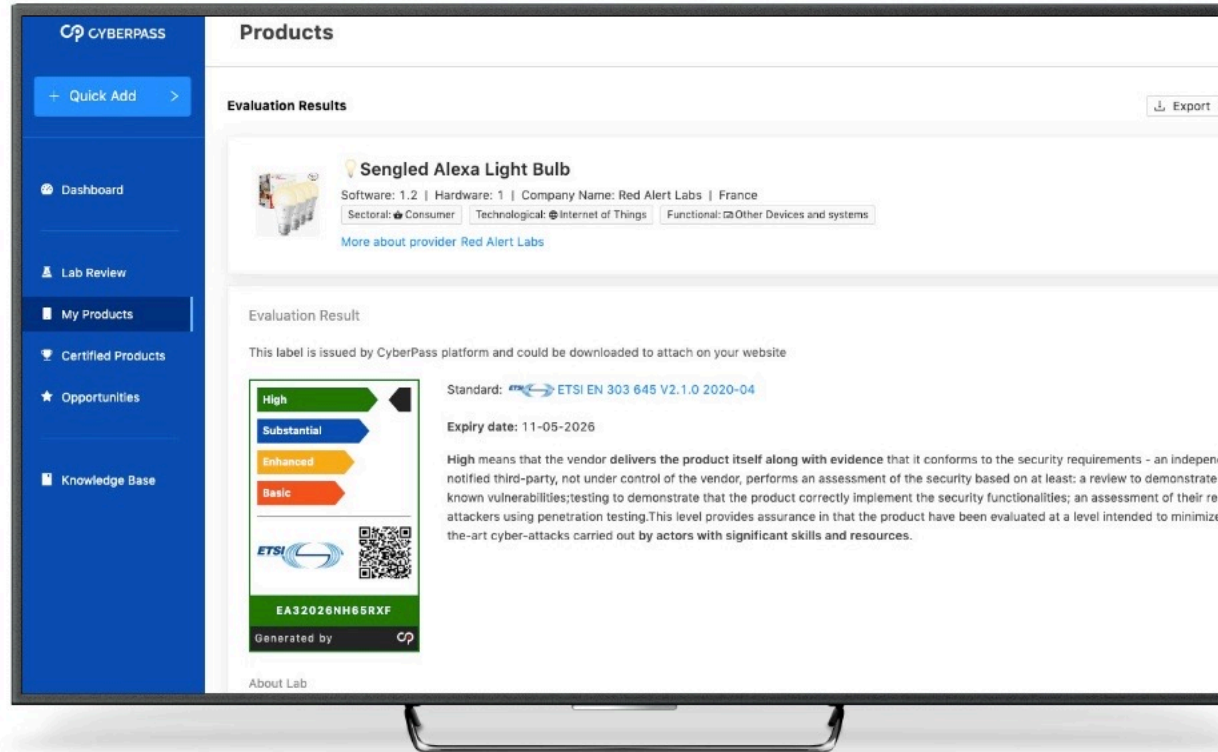 CYBERPASS
Products
+ Quick Add >
Evaluation Results
Export
Dashboard
Sengled Alexa Light Bulb
Software: 1.2 | Hardware: 1 | Company Name: Red Alert Labs | France
Sectoral: Consumer Technological: Internet of Things Functional: Other Devices and systems
More about provider Red Alert Labs
Lab Review
My Products
Certified Products
Opportunities
Knowledge Base
Evaluation Result
This label is issued by CyberPass platform and could be downloaded to attach on your website
High
Substantial
Enhanced
Basic
ETSI
EA32026NH65RXF
Generated by
Standard: ETSI EN 303 645 V2.1.0 2020-04
Expiry date: 11-05-2026
High means that the vendor delivers the product itself along with evidence that it conforms to the security requirements - an indepen
notified third-party, not under control of the vendor, performs an assessment of the security based on at least: a review to demonstrate
known vulnerabilities;testing to demonstrate that the product correctly implement the security functionalities; an assessment of their re
attackers using penetration testing.This level provides assurance in that the product have been evaluated at a level intended to minimize
the-art cyber-attacks carried out by actors with significant skills and resources.
About Lab